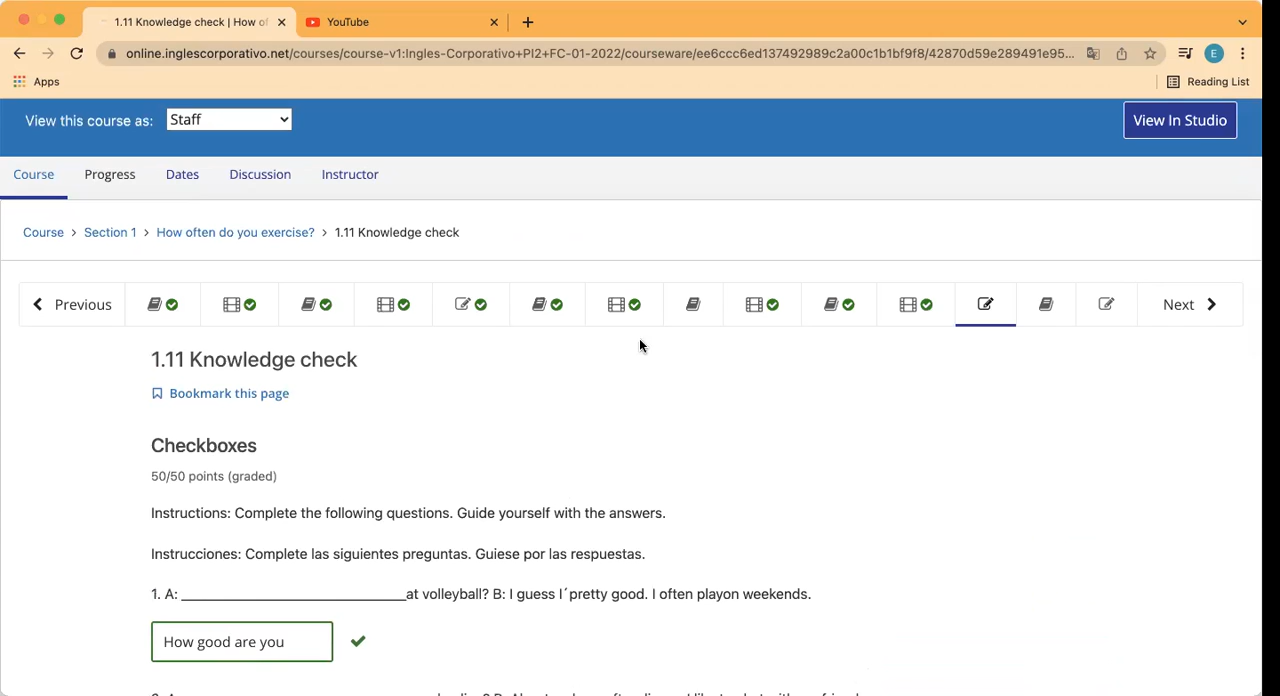 1.11 Knowledge check | How of
YouTube
online.inglescorporativo.net/courses/course-v1:Ingles-Corporativo+PI2+FC-01-2022/courseware/ee6ccc6ed137492989c2a00c1b1bf9f8/42870d59e289491e95...
E
Apps
Reading List
View this course as:
Staff
View In Studio
Course
Progress
Dates
Discussion
Instructor
Course > Section 1 > How often do you exercise? > 1.11 Knowledge check
Previous
Next
1.11 Knowledge check
Bookmark this page
Checkboxes
50/50 points (graded)
Instructions: Complete the following questions. Guide yourself with the answers.
Instrucciones: Complete las siguientes preguntas. Guiese por las respuestas.
1. A: ____________________________at volleyball? B: I guess I´pretty good. I often playon weekends.
How good are you